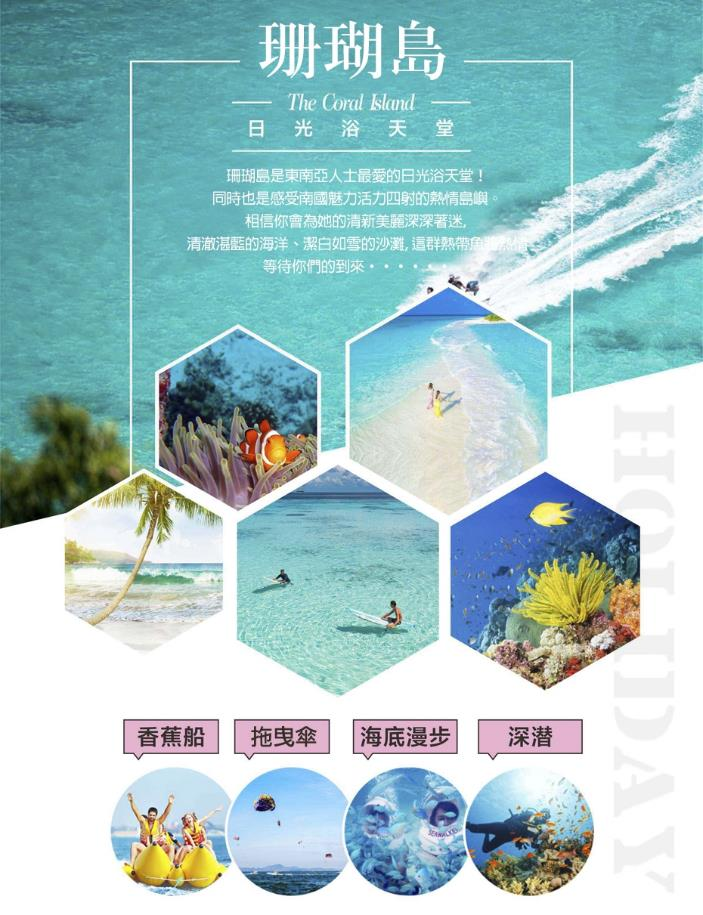 珊瑚島
The Coral Island
日光浴天堂
珊瑚島是東南亞人士最愛的日光浴天堂！
同時也是感受南國魅力活力四射的熱情島嶼。
相信你會為她的清新美麗深深著迷,
清澈湛藍的海洋、潔白如雪的沙灘, 這群熱帶魚
等待你們的到來・・・・・・
HOLIDAY
香蕉船
拖曳傘
海底漫步
深潜
SEAWALKER